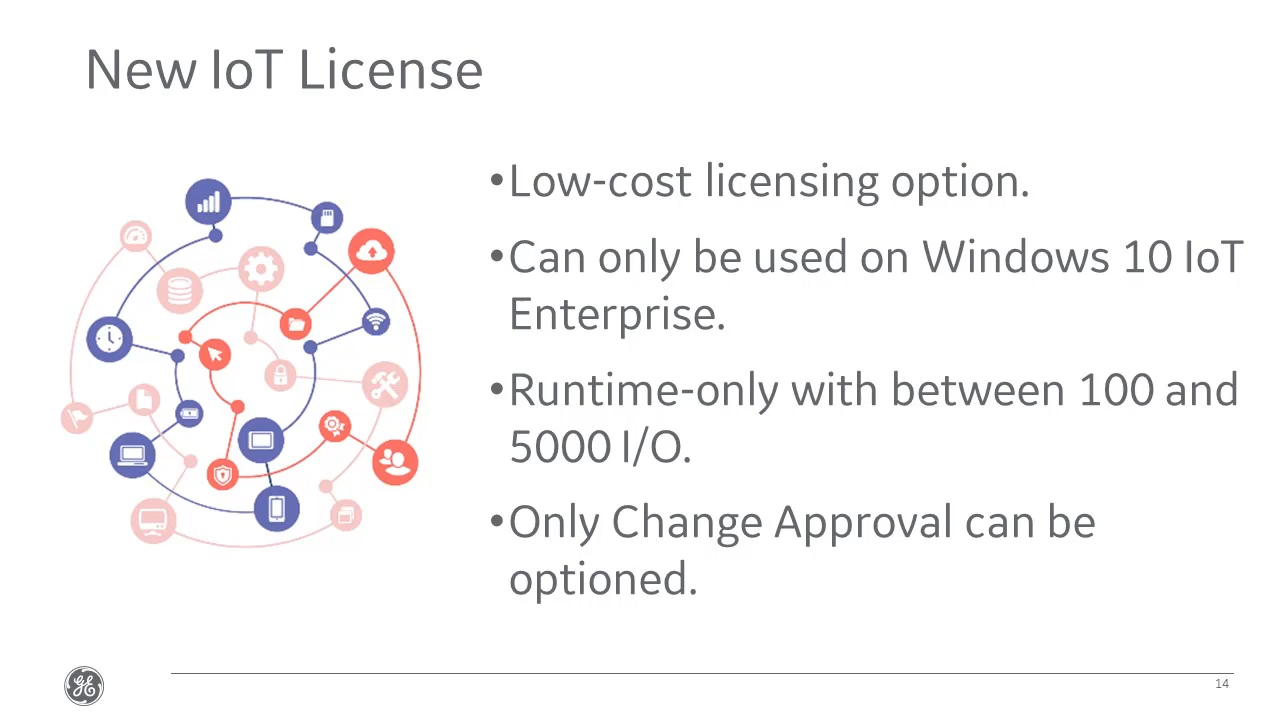 New IoT License
•Low-cost licensing option.
•Can only be used on Windows 10 IoT
Enterprise.
•Runtime-only with between 100 and
5000 I/O.
•Only Change Approval can be
optioned.
GE
14